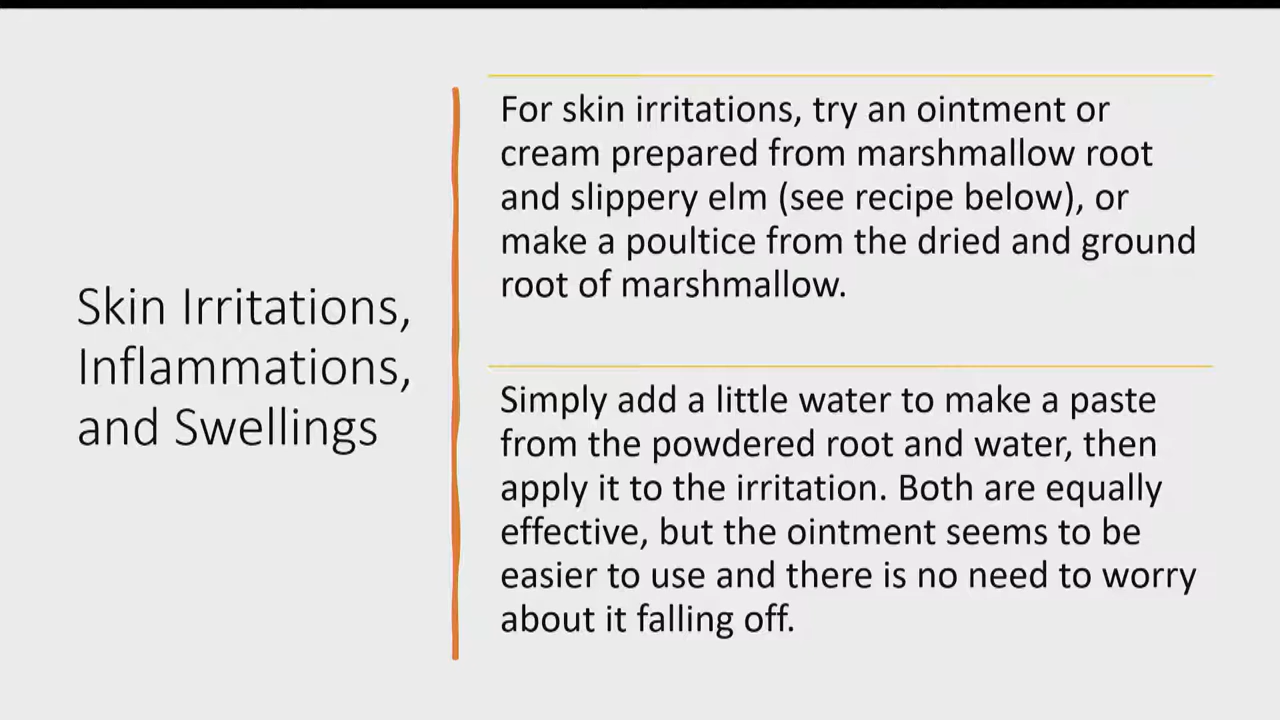 Skin Irritations,
Inflammations,
and Swellings
For skin irritations, try an ointment or
cream prepared from marshmallow root
and slippery elm (see recipe below), or
make a poultice from the dried and ground
root of marshmallow.
Simply add a little water to make a paste
from the powdered root and water, then
apply it to the irritation. Both are equally
effective, but the ointment seems to be
easier to use and there is no need to worry
about it falling off.